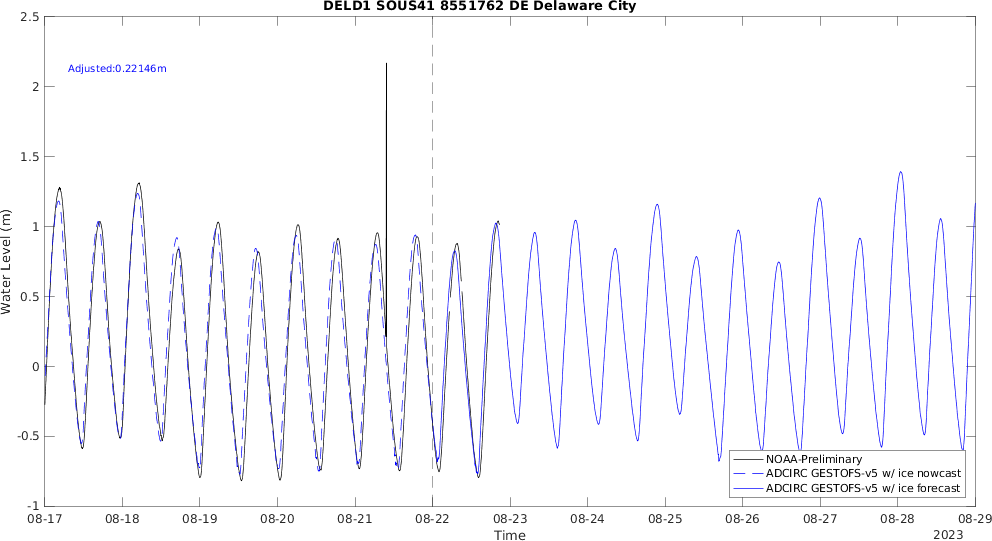 DELD1 SOUS41 8551762 DE Delaware City
Adjusted:0.22146m
2.5
2
1.5
1
0.5
0
-0.5
-1
Water Level (m)
NOAA-Preliminary
ADCIRC GESTOFS-v5 w/ ice nowcast
ADCIRC GESTOFS-v5 w/ ice forecast
08-17 08-18 08-19 08-20 08-21 08-22 08-23 08-24 08-25 08-26 08-27 08-28 08-29
Time
2023